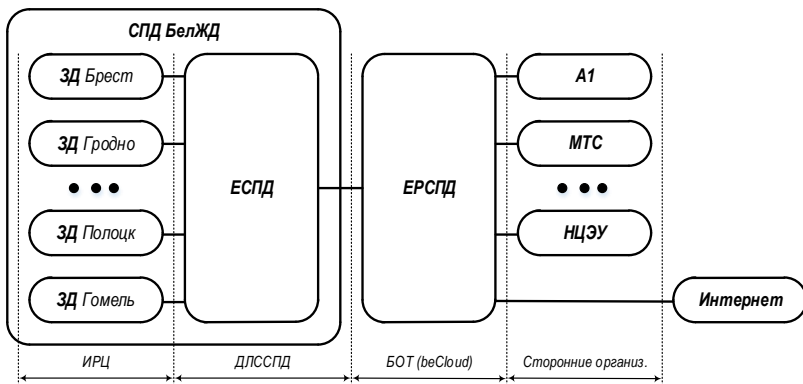 СПД БелЖД
ЗД Брест
ЗД Гродно
ЗД Полоцк
ЗД Гомель
ЕСПД
ЕРСПД
А1
МТС
НЦЭУ
Интернет
ИРЦ
ДЛССПД
БОТ (beCloud)
Сторонние организ.